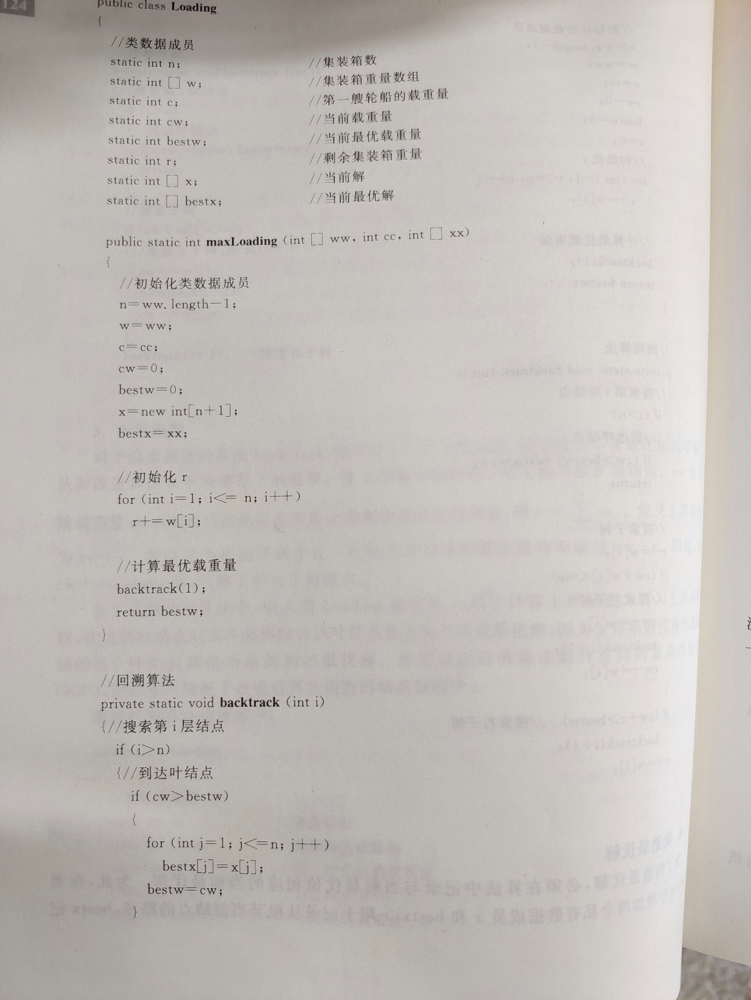 124
public class Loading
{
//类数据成员
static int n; //集装箱数
static int [] w; //集装箱重量数组
static int c; //第一艘轮船的载重量
static int cw; //当前载重量
static int bestw; //当前最优载重量
static int r; //剩余集装箱重量
static int [] x; //当前解
static int [] bestx; //当前最优解
public static int maxLoading (int [] ww, int cc, int [] xx)
{
//初始化类数据成员
n=ww.length-1;
w=ww;
c=cc;
cw=0;
bestw=0;
x=new int[n+1];
bestx=xx;
//初始化 r
for (int i=1; i<= n; i++)
r+=w[i];
//计算最优载重量
backtrack(1);
return bestw;
}
//回溯算法
private static void backtrack (int i)
{//搜索第 i 层结点
if (i>n)
{//到达叶结点
if (cw>bestw)
{
for (int j=1; j<=n; j++)
bestx[j]=x[j];
bestw=cw;
}